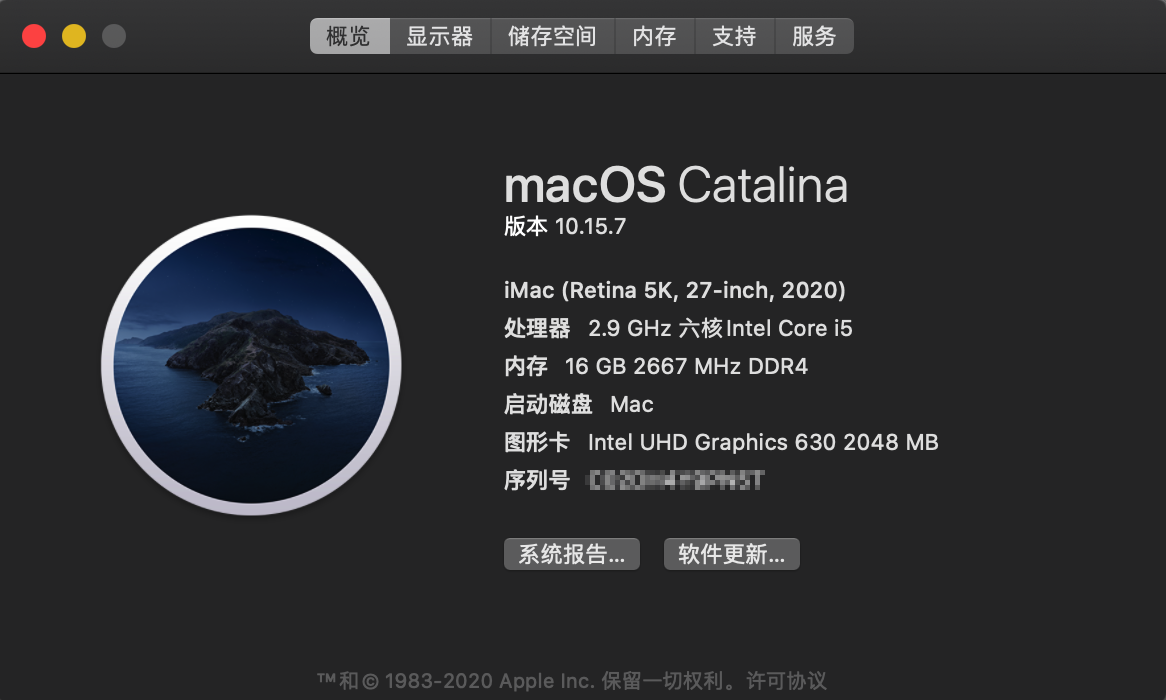 概览 显示器 储存空间 内存 支持 服务
macOS Catalina
版本 10.15.7
iMac (Retina 5K, 27-inch, 2020)
处理器 2.9 GHz 六核Intel Core i5
内存 16 GB 2667 MHz DDR4
启动磁盘 Mac
图形卡 Intel UHD Graphics 630 2048 MB
序列号
系统报告... 软件更新...
™和© 1983-2020 Apple Inc. 保留一切权利。许可协议